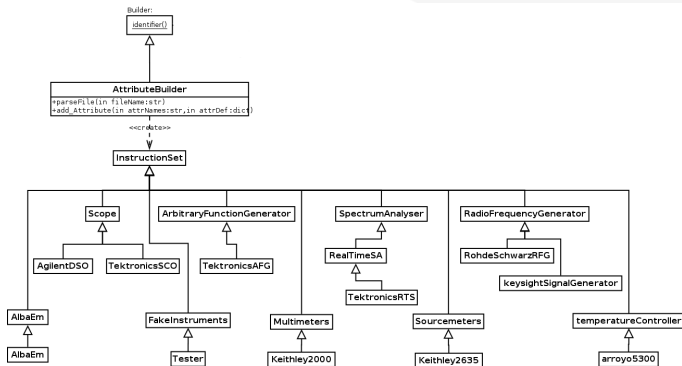 Builder:
identifier()
AttributeBuilder
+parseFile(in fileName:str)
+add_Attribute(in attrNames:str,in attrDef:dict)
<<create>>
InstructionSet
Scope
ArbitraryFunctionGenerator
SpectrumAnalyser
RadioFrequencyGenerator
AgilentDSO
TektronicsSCO
TektronicsAFG
RealTimeSA
RohdeSchwarzRFG
keysightSignalGenerator
TektronicsRTS
AlbaEm
FakeInstruments
Multimeters
Sourcemeters
temperatureController
AlbaEm
Tester
Keithley2000
Keithley2635
arroyo5300